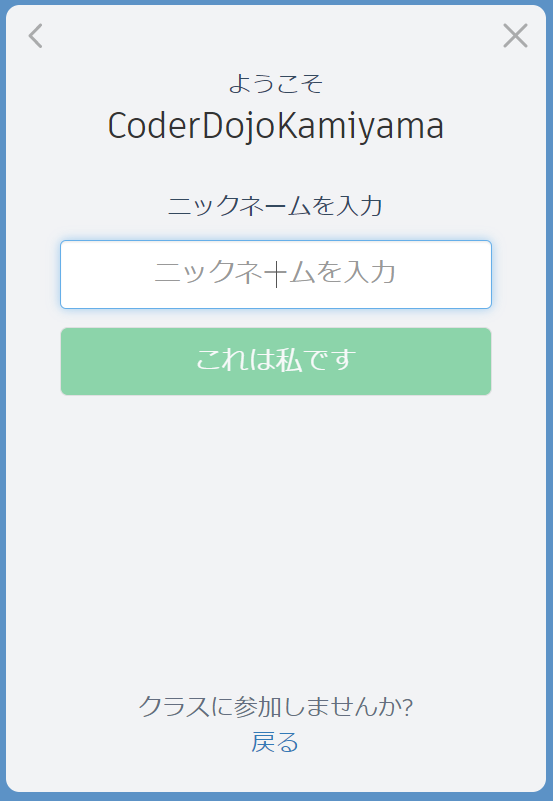 ようこそ
CoderDojoKamiyama
ニックネームを入力
ニックネームを入力
これは私です
クラスに参加しませんか?
戻る